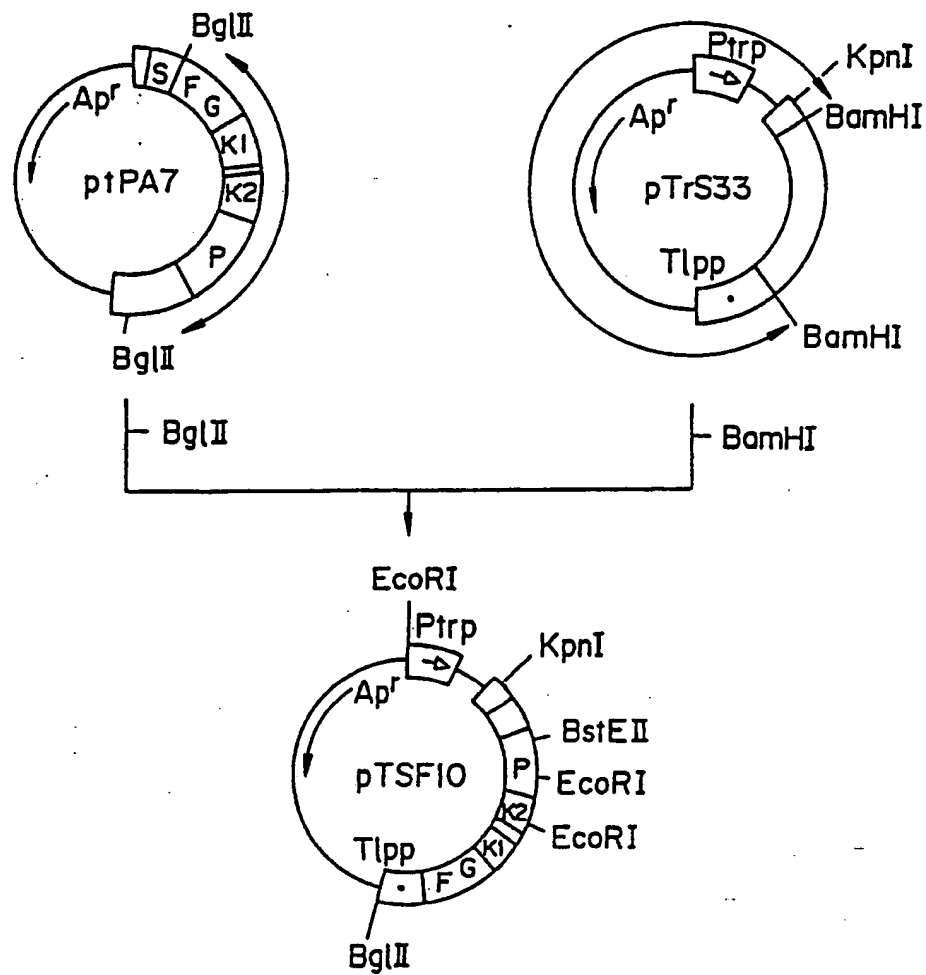 BglII
S
F
G
K1
K2
P
Apr
ptPA7
BglII
Ptrp
KpnI
BamHI
Apr
pTrS33
Tlpp
BamHI
BglII
BamHI
EcoRI
Ptrp
KpnI
Apr
BstEII
pTSF10
P
EcoRI
K2
EcoRI
K1
Tlpp
F
G
BglII